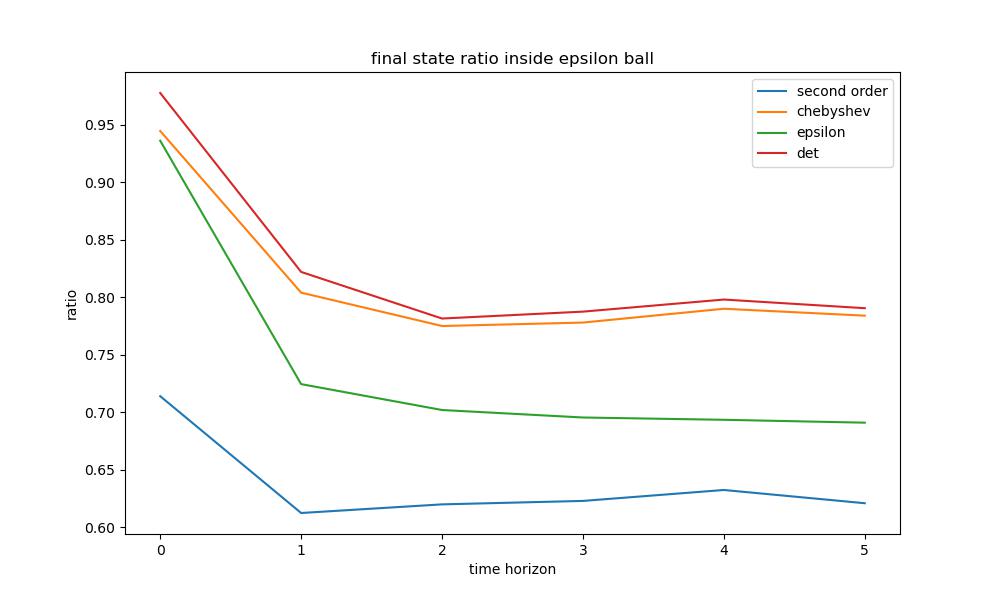 final state ratio inside epsilon ball
second order
chebyshev
epsilon
det
ratio
0.95
0.90
0.85
0.80
0.75
0.70
0.65
0.60
0 1 2 3 4 5
time horizon